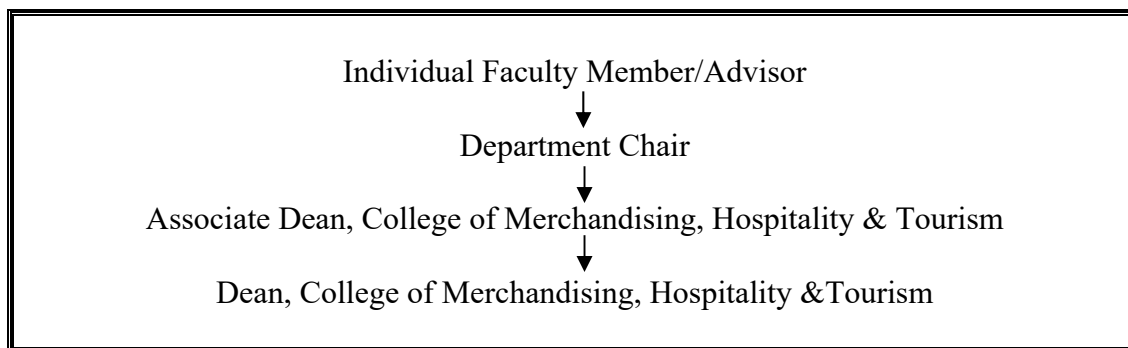 Individual Faculty Member/Advisor
Department Chair
Associate Dean, College of Merchandising, Hospitality & Tourism
Dean, College of Merchandising, Hospitality &Tourism